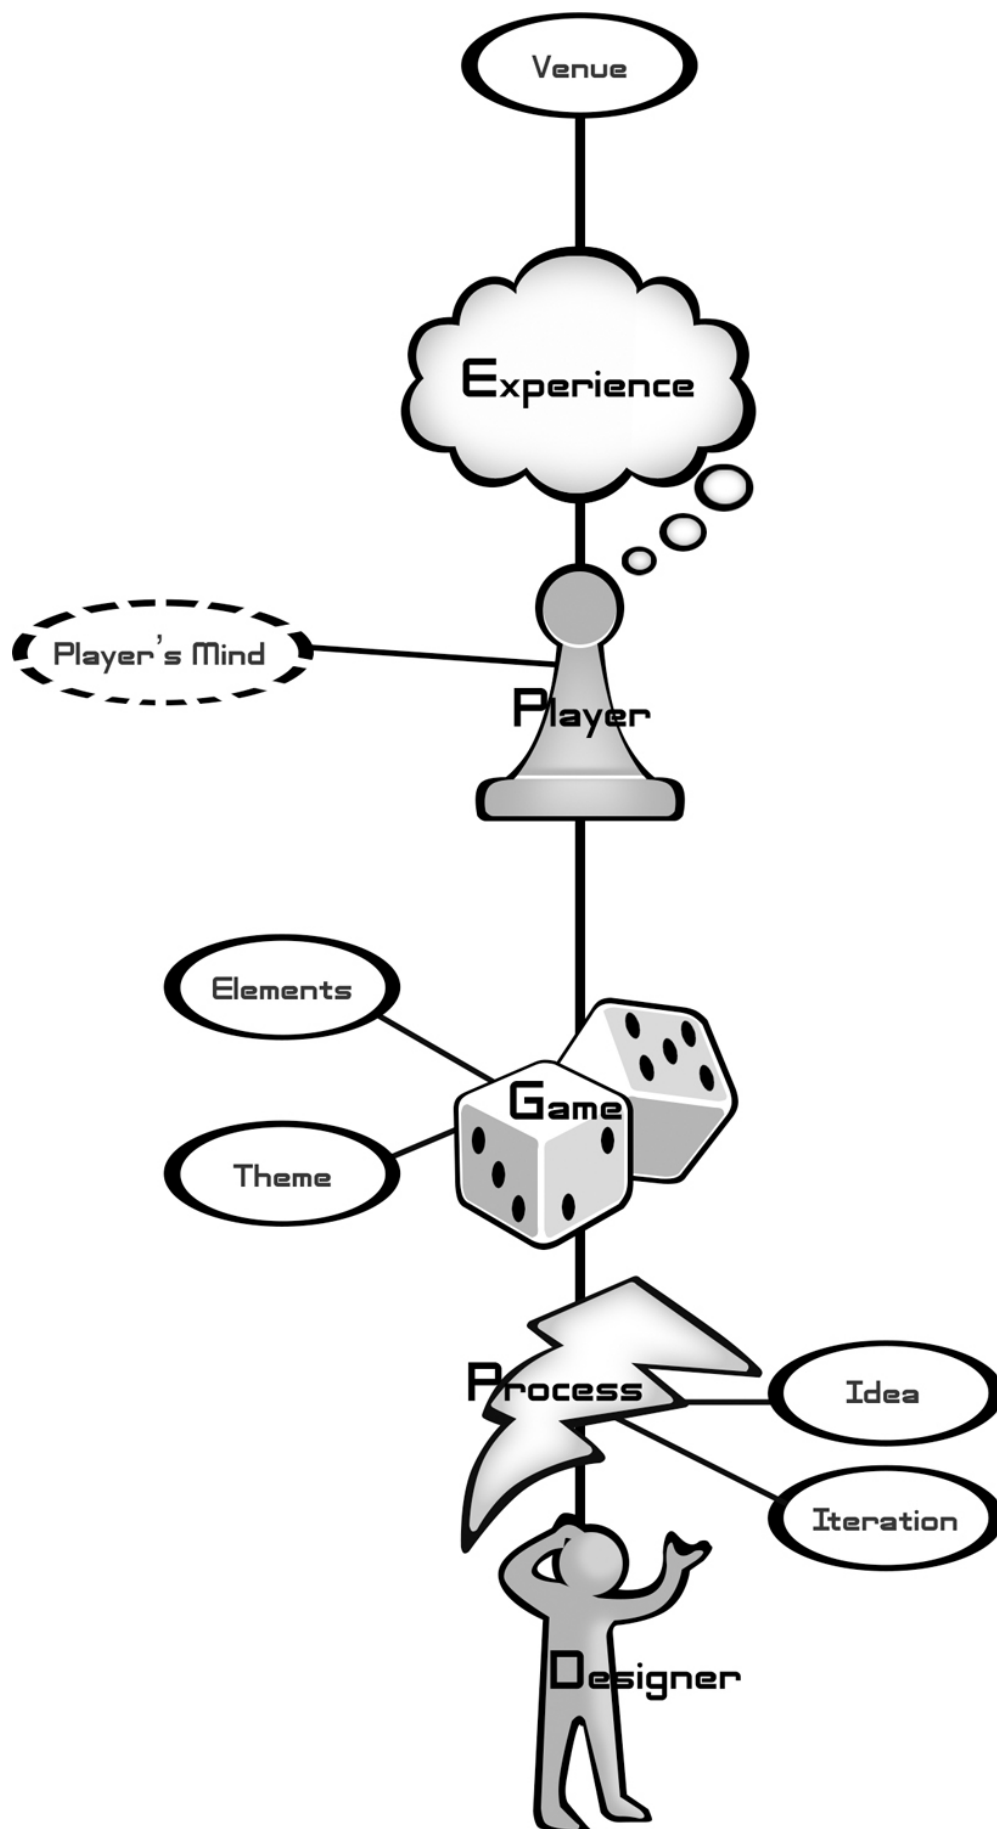 Venue
Experience
Player's Mind
Player
Elements
Game
Theme
Process
Idea
Iteration
Designer